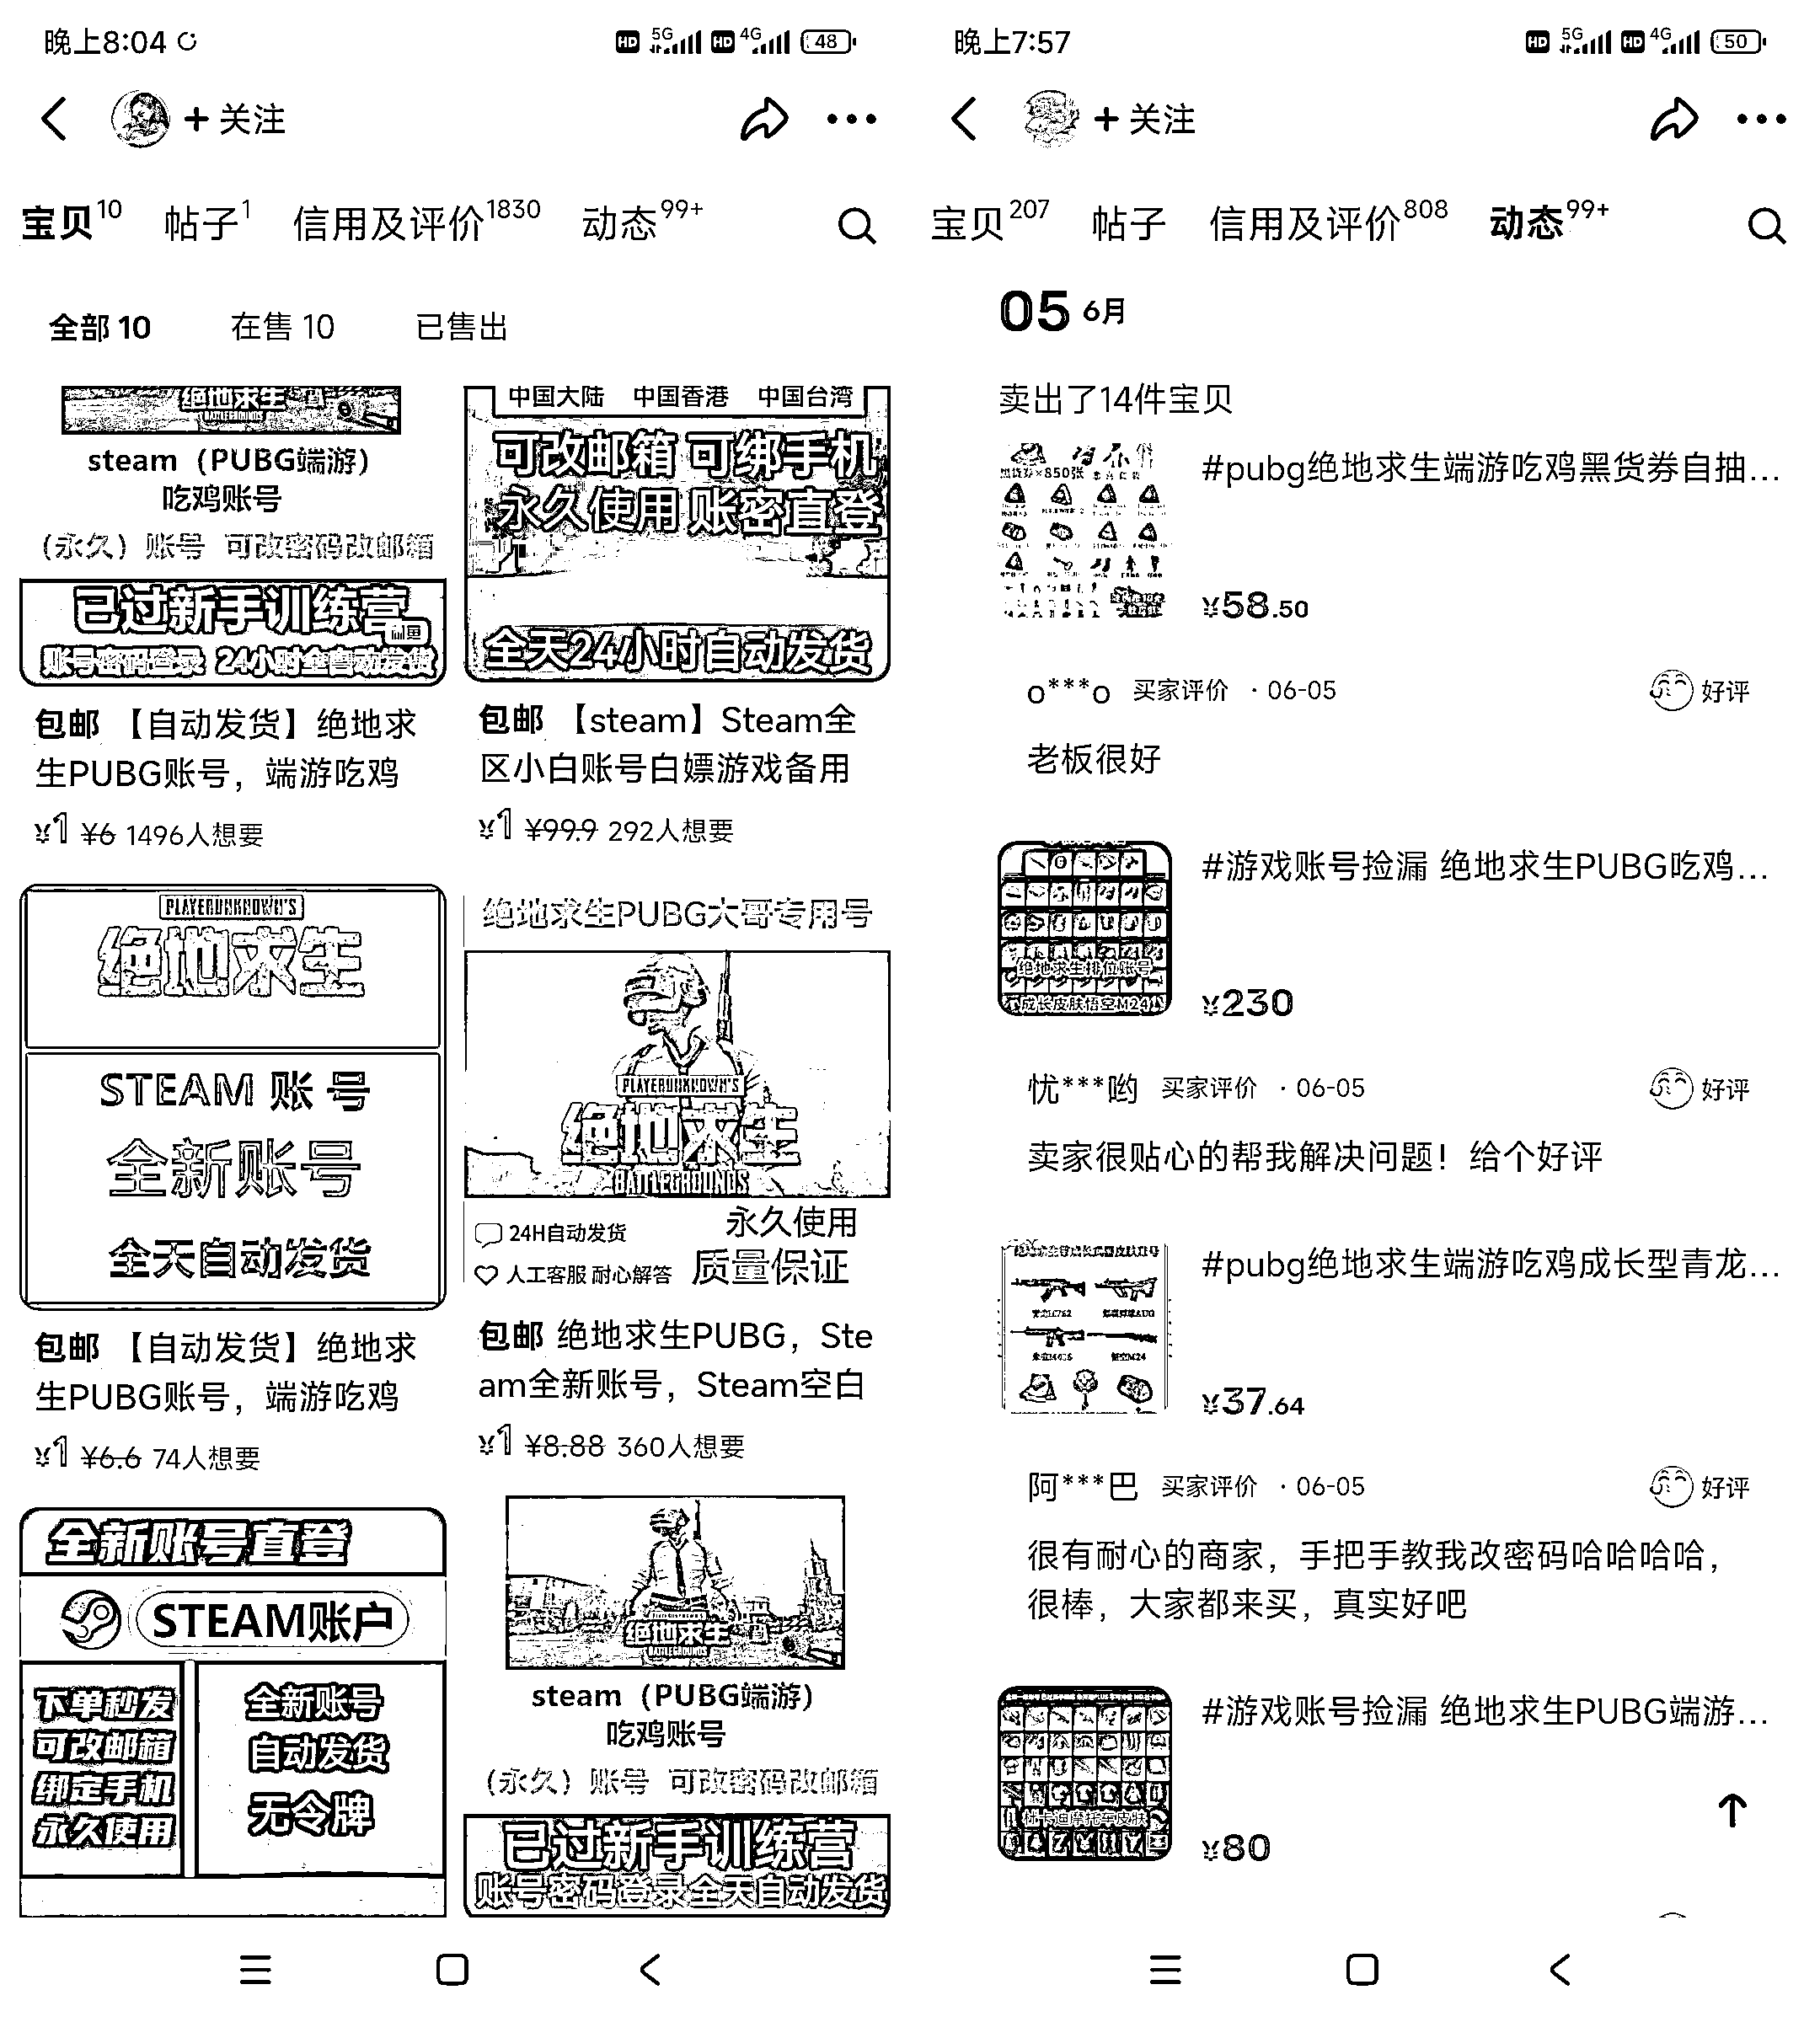 晚上8:04
HD 5G HD 4G 48
+ 关注
宝贝10 帖子1 信用及评价1830 动态99+
全部 10 在售 10 已售出
绝地求生
steam（PUBG端游）
吃鸡账号
（永久）账号 可改密码改邮箱
已过新手训练营
账号密码登录 24小时全自动发货
包邮 【自动发货】绝地求
生PUBG账号，端游吃鸡
¥1 ¥6 1496人想要
中国大陆 中国香港 中国台湾
可改邮箱 可绑手机
永久使用 账密直登
全天24小时自动发货
包邮 【steam】Steam全
区小白账号白嫖游戏备用
¥1 ¥99.9 292人想要
PLAYERUNKNOWN'S
绝地求生
STEAM 账 号
全新账号
全天自动发货
包邮 【自动发货】绝地求
生PUBG账号，端游吃鸡
¥1 ¥6.6 74人想要
绝地求生PUBG大哥专用号
PLAYERUNKNOWN'S
绝地求生
BATTLEGROUNDS
24H自动发货
永久使用
人工客服 耐心解答
质量保证
包邮 绝地求生PUBG，Ste
am全新账号，Steam空白
¥1 ¥8.88 360人想要
全新账号直登
STEAM账户
下单秒发
可改邮箱
绑定手机
永久使用
全新账号
自动发货
无令牌
绝地求生
steam（PUBG端游）
吃鸡账号
（永久）账号 可改密码改邮箱
已过新手训练营
账号密码登录全天自动发货
晚上7:57
HD 5G HD 4G 50
+ 关注
宝贝207 帖子 信用及评价808 动态99+
05 6月
卖出了14件宝贝
#pubg绝地求生端游吃鸡黑货券自抽...
¥58.50
o***o 买家评价 · 06-05 好评
老板很好
#游戏账号捡漏 绝地求生PUBG吃鸡...
绝地求生排位账号
成长皮肤悟空M24
¥230
忧***哟 买家评价 · 06-05 好评
卖家很贴心的帮我解决问题！给个好评
#pubg绝地求生端游吃鸡成长型青龙...
¥37.64
阿***巴 买家评价 · 06-05 好评
很有耐心的商家，手把手教我改密码哈哈哈哈，
很棒，大家都来买，真实好吧
#游戏账号捡漏 绝地求生PUBG端游...
¥80